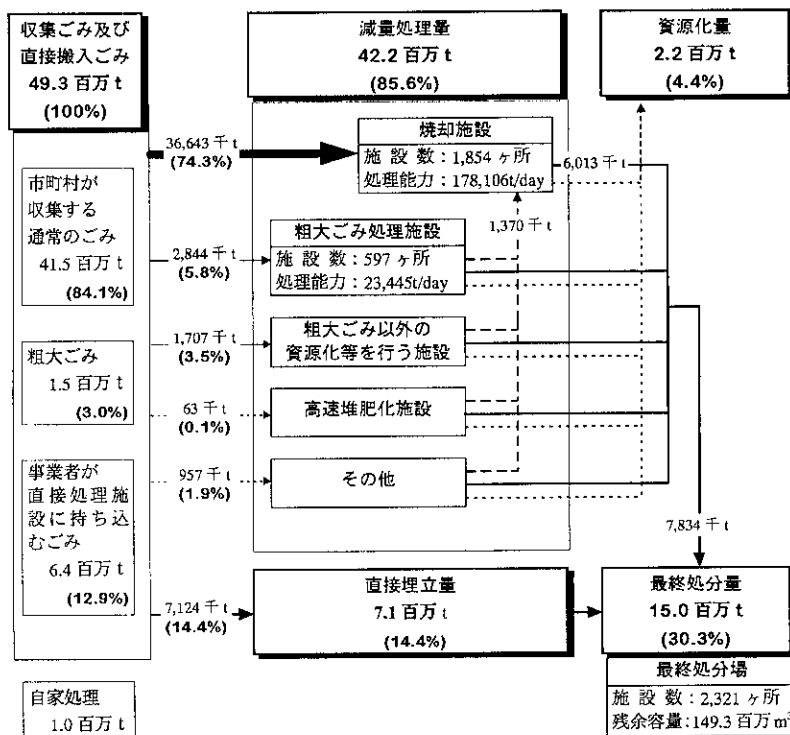 収集ごみ及び
直接搬入ごみ
49.3 百万 t
(100%)
減量処理量
42.2 百万 t
(85.6%)
資源化量
2.2 百万 t
(4.4%)
36,643 千 t
(74.3%)
焼却施設
施 設 数：1,854 ヶ所
処理能力：178,106t/day
6,013 千 t
市町村が
収集する
通常のごみ
41.5 百万 t
(84.1%)
2,844 千 t
(5.8%)
粗大ごみ処理施設
施 設 数：597 ヶ所
処理能力：23,445t/day
1,370 千 t
粗大ごみ
1.5 百万 t
(3.0%)
1,707 千 t
(3.5%)
粗大ごみ以外の
資源化等を行う施設
63 千 t
(0.1%)
高速堆肥化施設
事業者が
直接処理施
設に持ち込
むごみ
6.4 百万 t
(12.9%)
957 千 t
(1.9%)
その他
7,834 千 t
7,124 千 t
(14.4%)
直接埋立量
7.1 百万 t
(14.4%)
最終処分量
15.0 百万 t
(30.3%)
自家処理
1.0 百万 t
最終処分場
施 設 数：2,321 ヶ所
残余容量：149.3 百万 m³